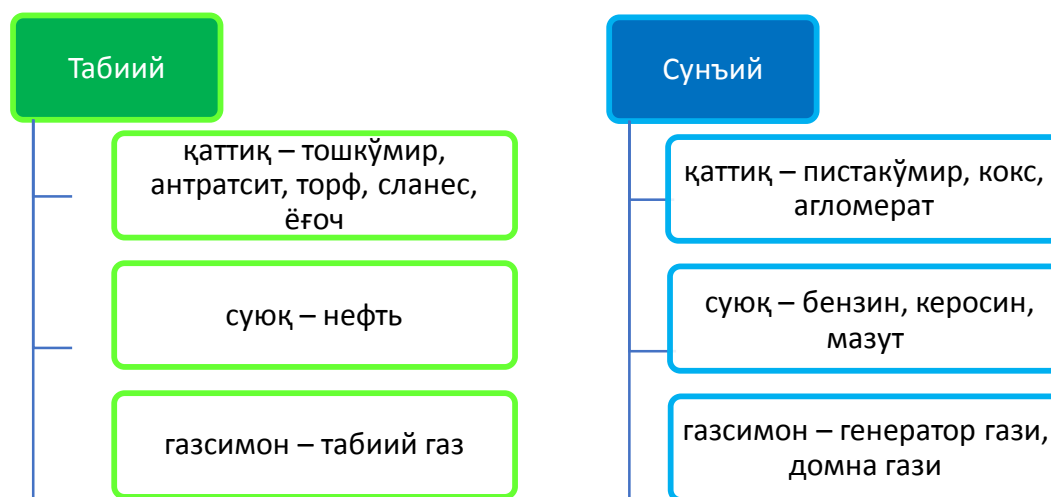 Табиий
қаттиқ – тошкўмир,
антратсит, торф, сланес,
ёғоч
суюқ – нефть
газсимон – табиий газ
Сунъий
қаттиқ – пистакўмир, кокс,
агломерат
суюқ – бензин, керосин,
мазут
газсимон – генератор гази,
домна гази